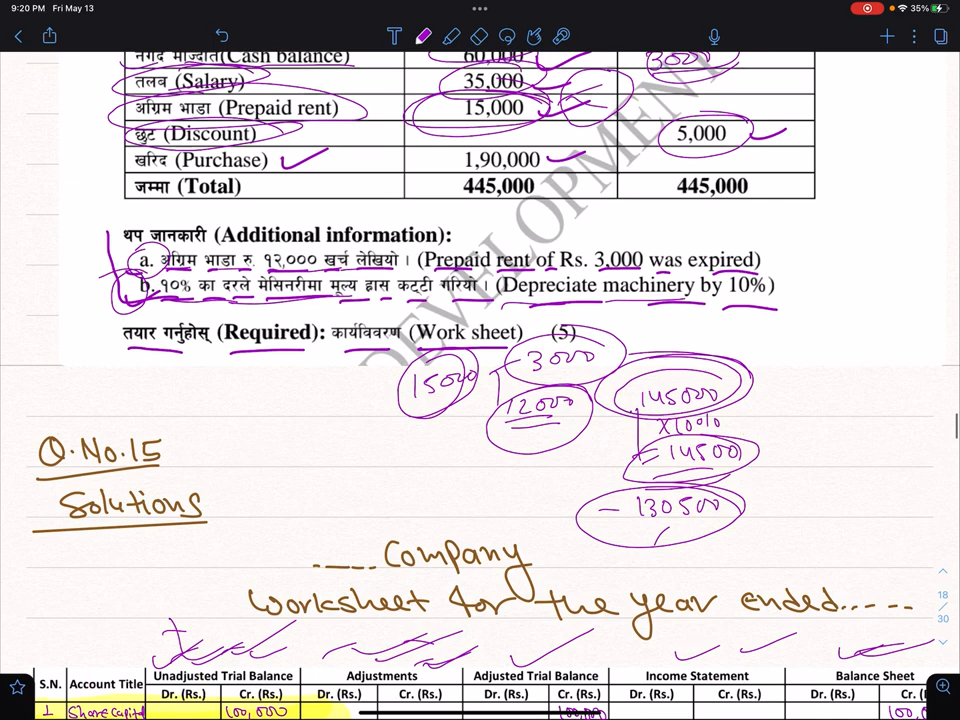 9:20 PM Fri May 13
35%
नगद मौज्दात (Cash balance) 60,000 3000
तलब (Salary) 35,000
अग्रिम भाडा (Prepaid rent) 15,000
छुट (Discount) 5,000
खरिद (Purchase) 1,90,000
जम्मा (Total) 445,000 445,000
DEVELOPMENT
थप जानकारी (Additional information):
a. अग्रिम भाडा रु. १२,००० खर्च लेखियो । (Prepaid rent of Rs. 3,000 was expired)
b. १०% का दरले मेसिनरीमा मूल्य ह्रास कट्टी गरियो । (Depreciate machinery by 10%)
तयार गर्नुहोस् (Required): कार्यविवरण (Work sheet) (5)
15000 - 3000
12000
145000
x10%
= 14500
- 130500
Q.No.15
Solutions
..---- Company
Worksheet for the year ended.....
18
/
30
S.N. Account Title Unadjusted Trial Balance Adjustments Adjusted Trial Balance Income Statement Balance Sheet
Dr. (Rs.) Cr. (Rs.) Dr. (Rs.) Cr. (Rs.) Dr. (Rs.) Cr. (Rs.) Dr. (Rs.) Cr. (Rs.) Dr. (Rs.)
1 Share capital 100,000 100,000